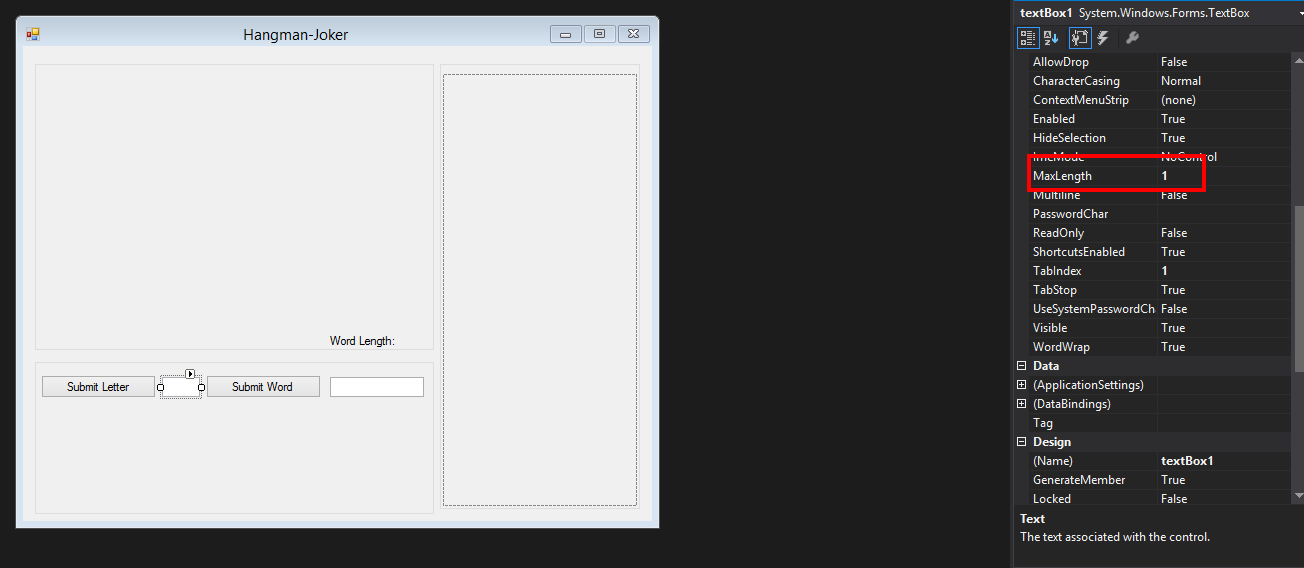 Hangman-Joker
Word Length:
Submit Letter
Submit Word
textBox1 System.Windows.Forms.TextBox
AllowDrop False
CharacterCasing Normal
ContextMenuStrip (none)
Enabled True
HideSelection True
ImeMode NoControl
MaxLength 1
Multiline False
PasswordChar
ReadOnly False
ShortcutsEnabled True
TabIndex 1
TabStop True
UseSystemPasswordCh False
Visible True
WordWrap True
Data
(ApplicationSettings)
(DataBindings)
Tag
Design
(Name) textBox1
GenerateMember True
Locked False
Text
The text associated with the control.